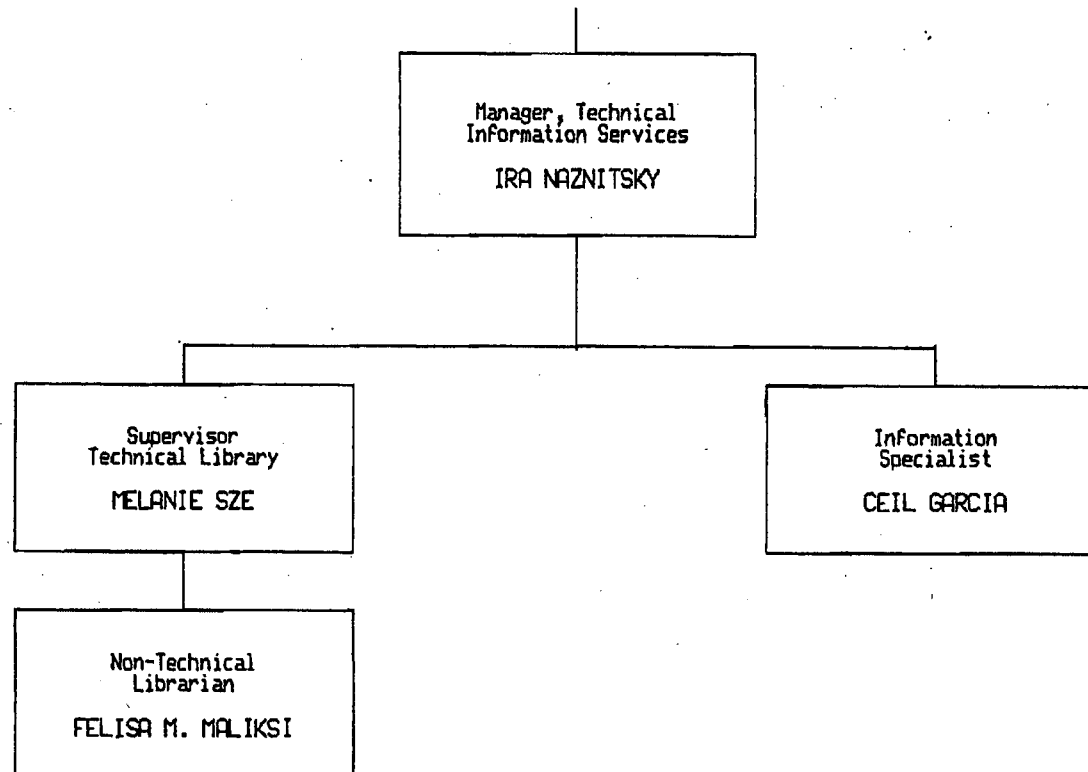 Manager, Technical
Information Services
IRA NAZNITSKY
Supervisor
Technical Library
MELANIE SZE
Information
Specialist
CEIL GARCIA
Non-Technical
Librarian
FELISA M. MALIKSI